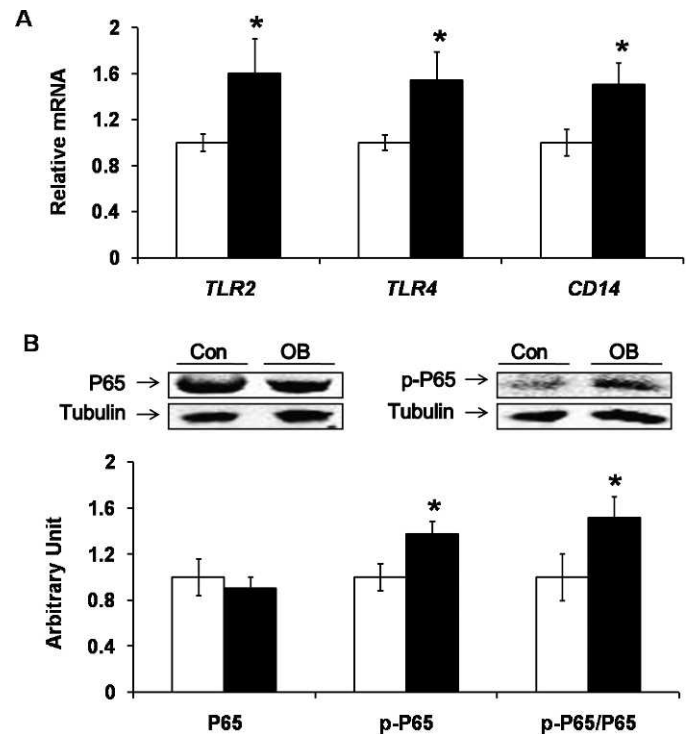 A
Relative mRNA
2
1.6
1.2
0.8
0.4
0
* * *
TLR2 TLR4 CD14
B
Con OB
P65 →
Tubulin →
Con OB
p-P65 →
Tubulin →
Arbitrary Unit
2
1.6
1.2
0.8
0.4
0
* *
P65 p-P65 p-P65/P65